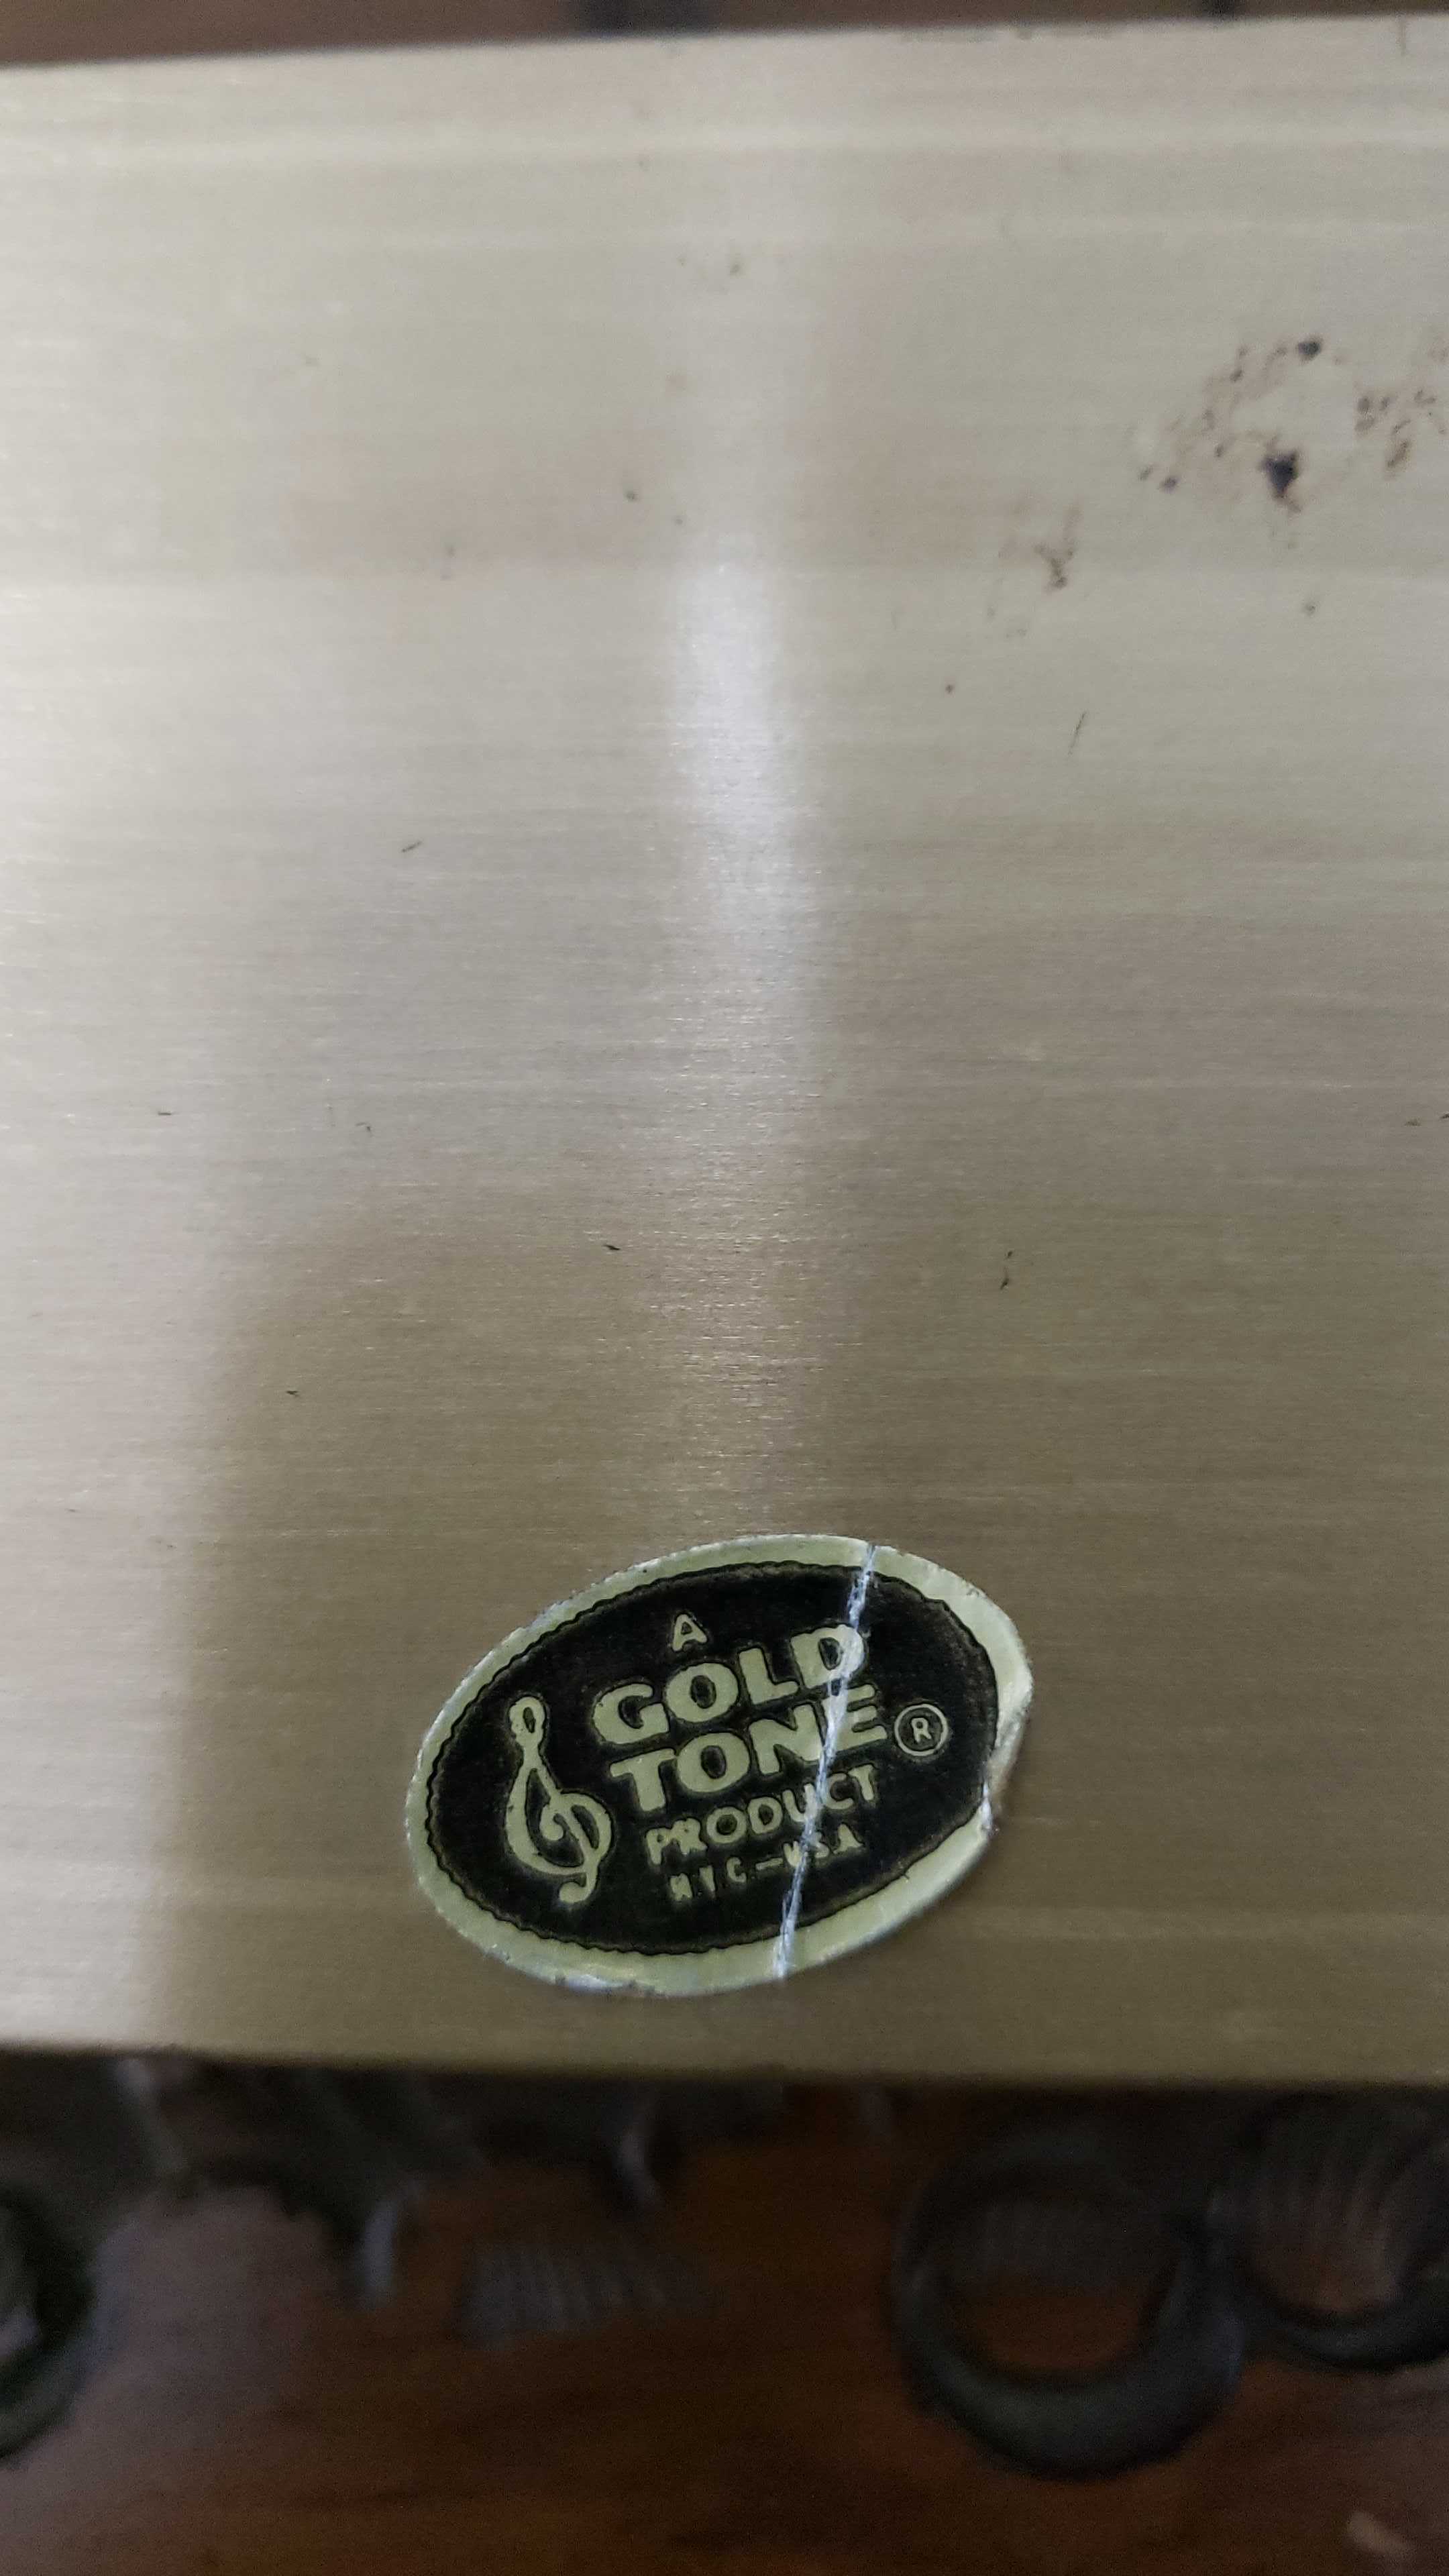 A
GOLD
TONE ®
PRODUCT
N.Y.C.—USA